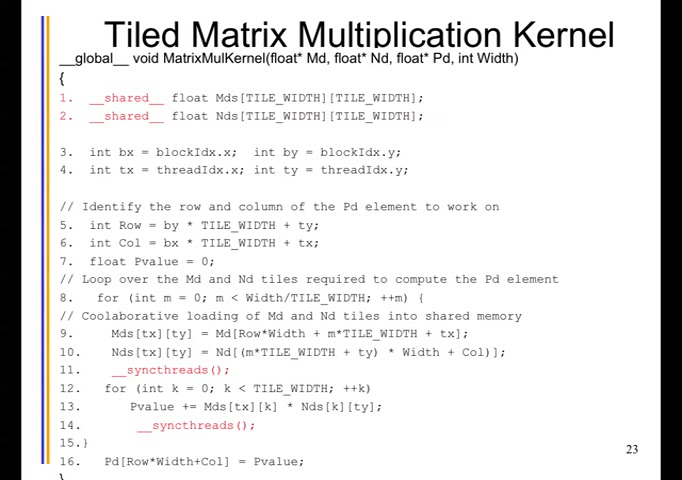 Tiled Matrix Multiplication Kernel
__global__ void MatrixMulKernel(float* Md, float* Nd, float* Pd, int Width)
{
1. __shared__ float Mds[TILE_WIDTH][TILE_WIDTH];
2. __shared__ float Nds[TILE_WIDTH][TILE_WIDTH];
3. int bx = blockIdx.x; int by = blockIdx.y;
4. int tx = threadIdx.x; int ty = threadIdx.y;
// Identify the row and column of the Pd element to work on
5. int Row = by * TILE_WIDTH + ty;
6. int Col = bx * TILE_WIDTH + tx;
7. float Pvalue = 0;
// Loop over the Md and Nd tiles required to compute the Pd element
8. for (int m = 0; m < Width/TILE_WIDTH; ++m) {
// Coolaborative loading of Md and Nd tiles into shared memory
9. Mds[tx][ty] = Md[Row*Width + m*TILE_WIDTH + tx];
10. Nds[tx][ty] = Nd[(m*TILE_WIDTH + ty) * Width + Col)];
11. __syncthreads();
12. for (int k = 0; k < TILE_WIDTH; ++k)
13. Pvalue += Mds[tx][k] * Nds[k][ty];
14. __syncthreads();
15.}
16. Pd[Row*Width+Col] = Pvalue;
}
23